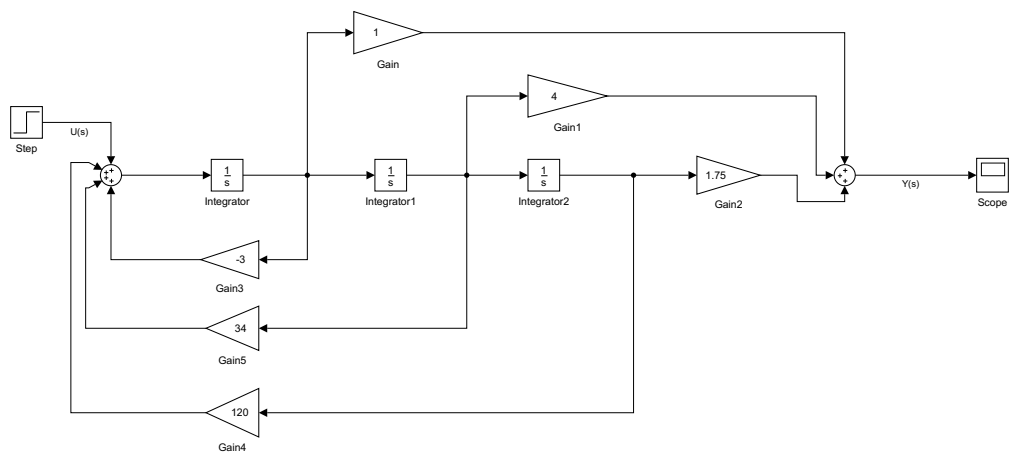 1
Gain
4
Gain1
Step
U(s)
+
+
+
+
1
s
Integrator
1
s
Integrator1
1
s
Integrator2
1.75
Gain2
+
+
+
Y(s)
Scope
-3
Gain3
34
Gain5
120
Gain4